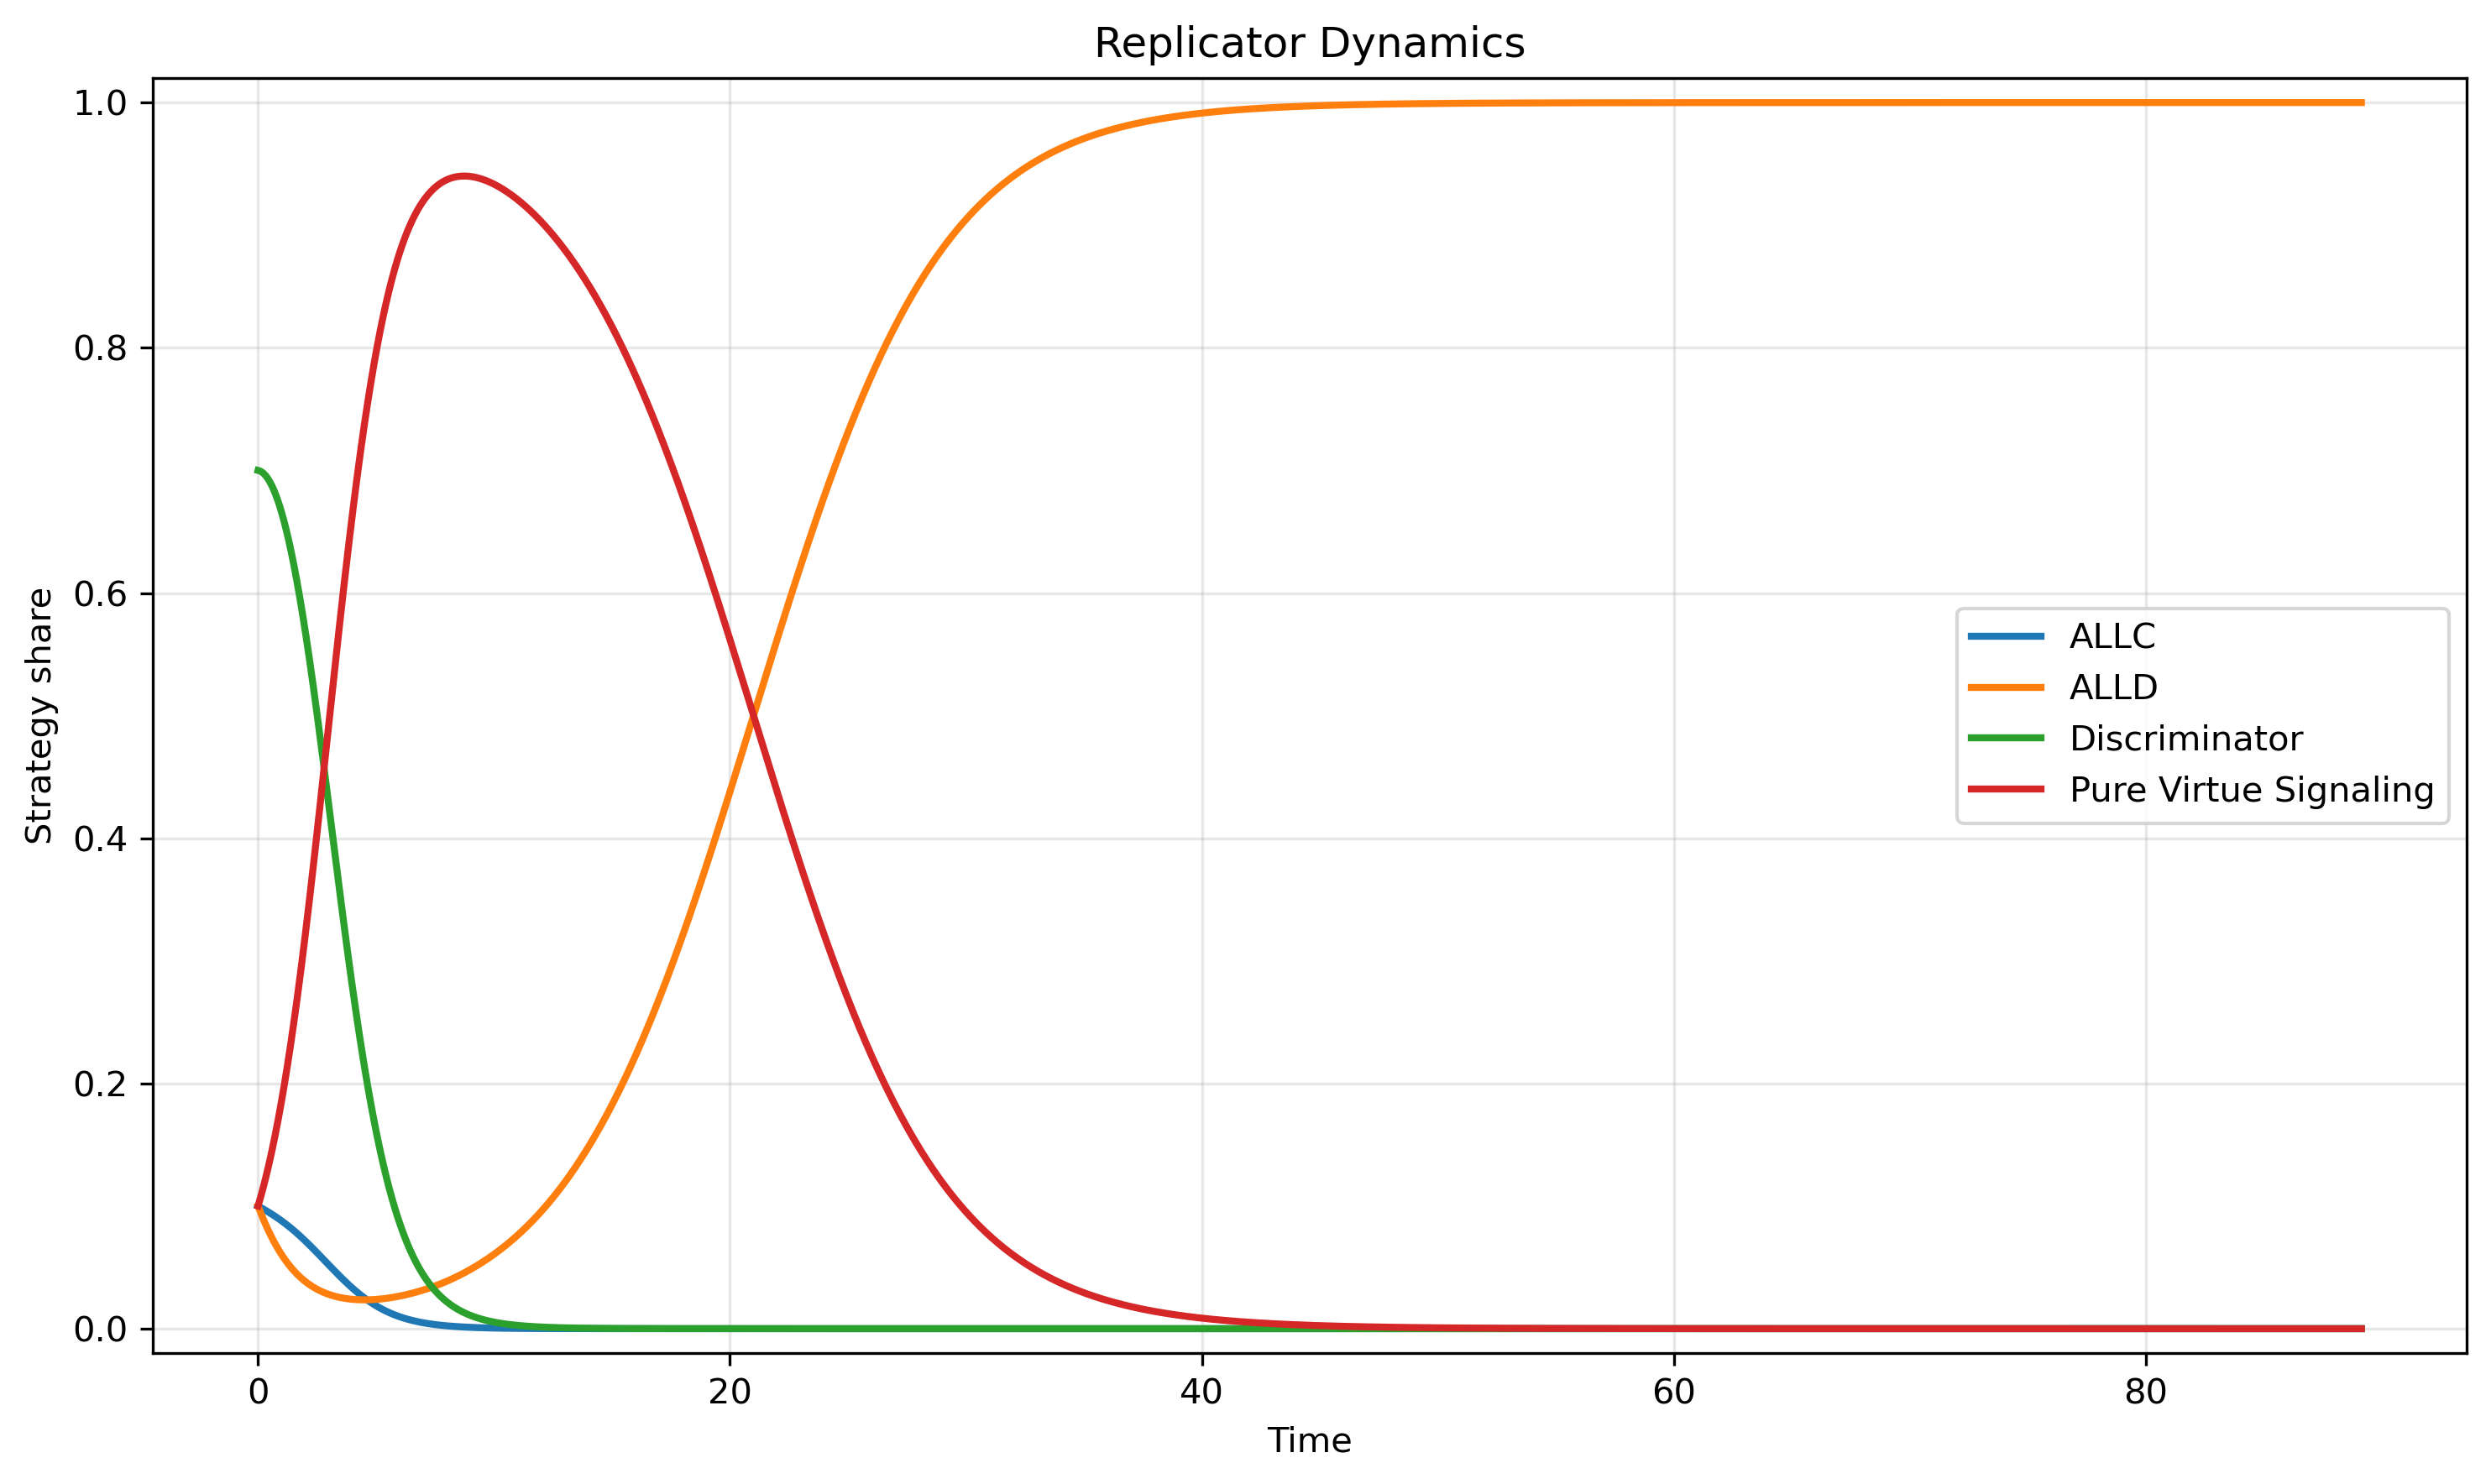 Replicator Dynamics
Strategy share
1.0
0.8
0.6
0.4
0.2
0.0
ALLC
ALLD
Discriminator
Pure Virtue Signaling
0 20 40 60 80
Time